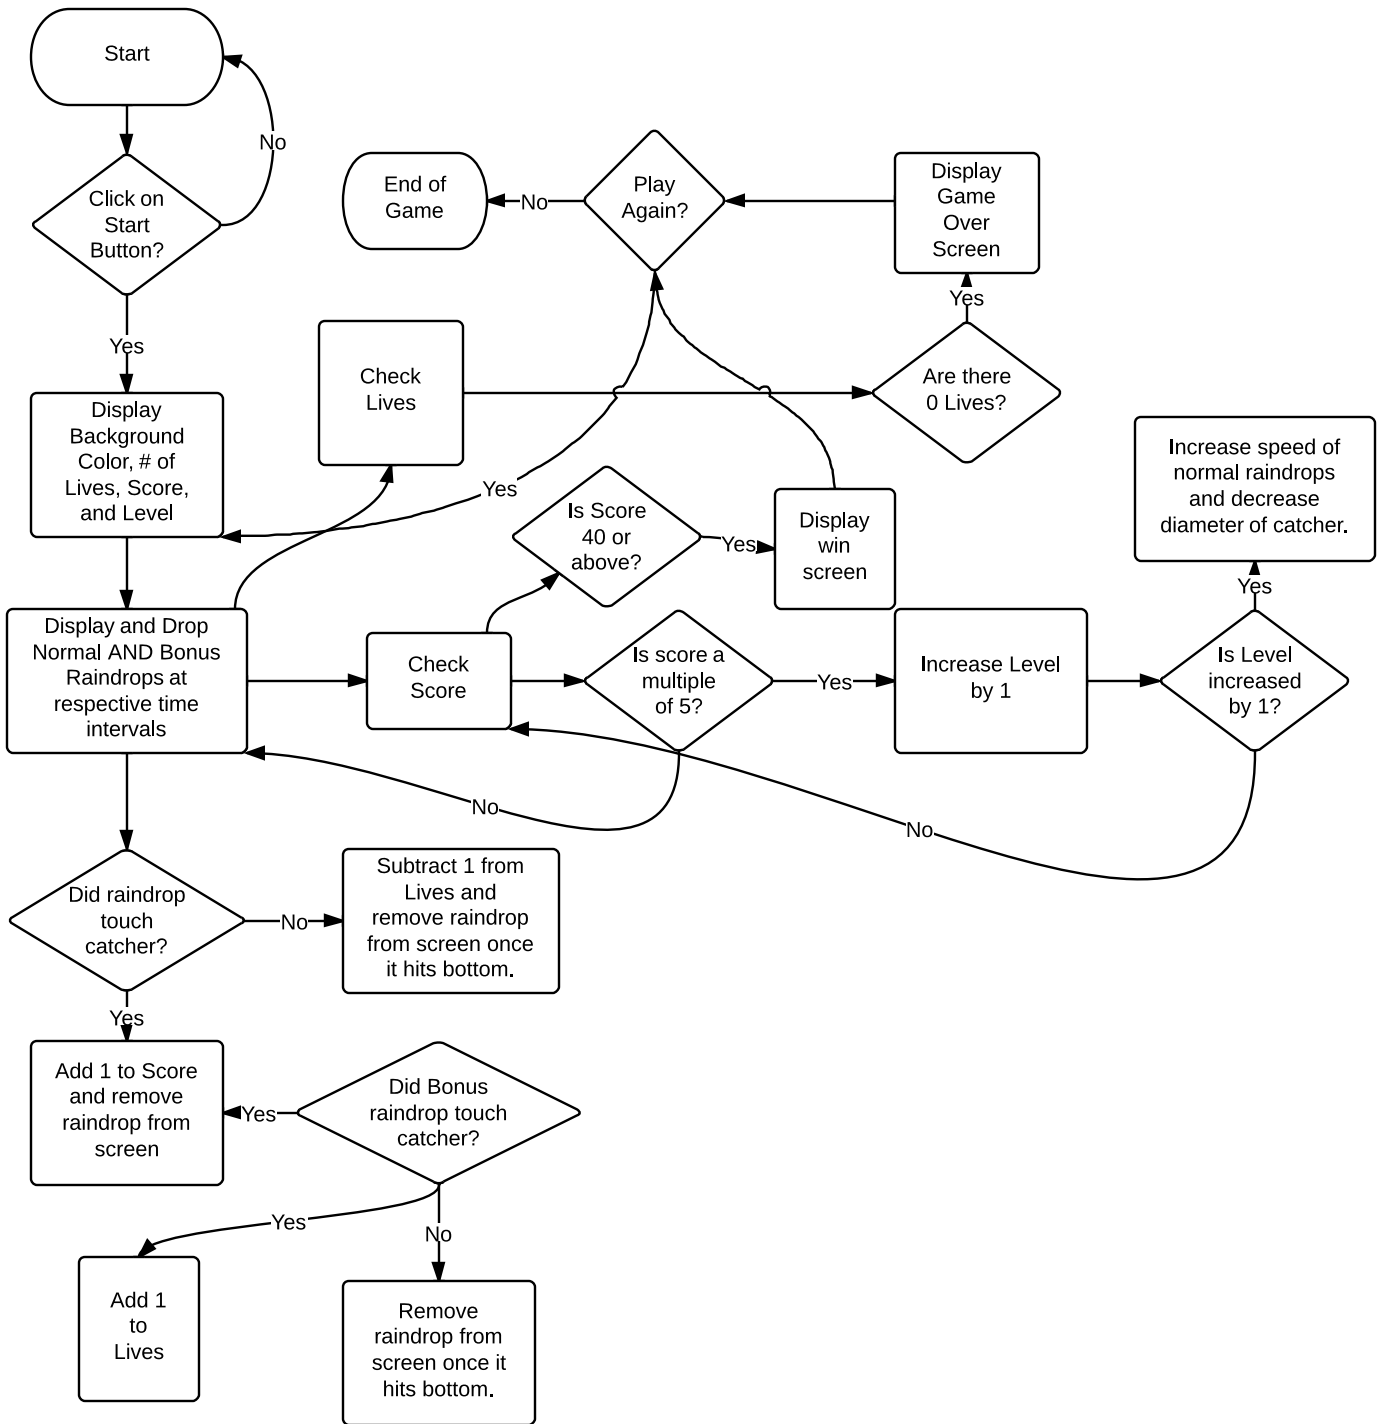 Start
No
Click on
Start
Button?
Yes
End of
Game
No
Play
Again?
Display
Game
Over
Screen
Yes
Check
Lives
Are there
0 Lives?
Display
Background
Color, # of
Lives, Score,
and Level
Yes
Is Score
40 or
above?
Yes
Display
win
screen
Increase speed of
normal raindrops
and decrease
diameter of catcher.
Yes
Display and Drop
Normal AND Bonus
Raindrops at
respective time
intervals
Check
Score
Is score a
multiple
of 5?
Yes
Increase Level
by 1
Is Level
increased
by 1?
No
No
Did raindrop
touch
catcher?
No
Subtract 1 from
Lives and
remove raindrop
from screen once
it hits bottom.
Yes
Add 1 to Score
and remove
raindrop from
screen
Yes
Did Bonus
raindrop touch
catcher?
Yes
No
Add 1
to
Lives
Remove
raindrop from
screen once it
hits bottom.